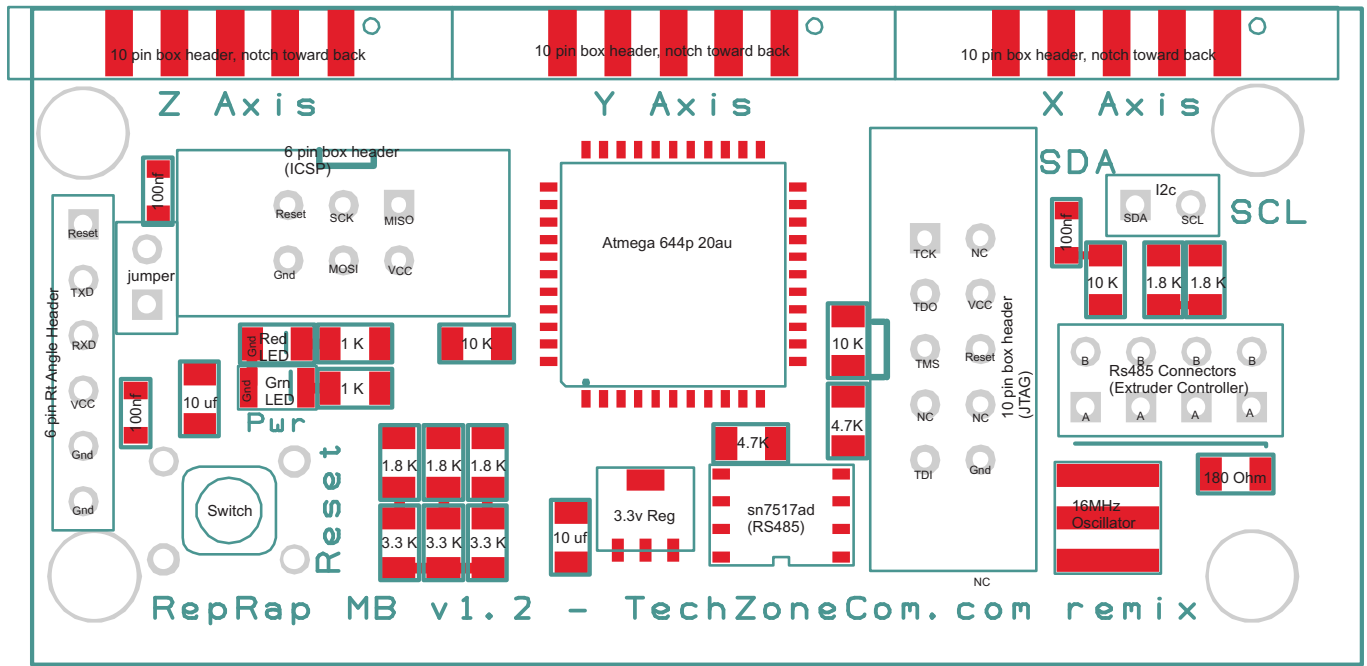 10 pin box header, notch toward back
10 pin box header, notch toward back
10 pin box header, notch toward back
Z Axis
Y Axis
X Axis
6 pin box header
(ICSP)
Reset
SCK
MISO
Gnd
MOSI
VCC
100nf
jumper
6 pin Rt Angle Header
Reset
TXD
RXD
VCC
Gnd
Gnd
Atmega 644p 20au
10 pin box header
(JTAG)
TCK
NC
TDO
VCC
TMS
Reset
NC
NC
TDI
Gnd
NC
SDA
I2c
SDA
SCL
SCL
100nf
10 K
1.8 K
1.8 K
Gnd
Red
LED
1 K
10 K
Gnd
Grn
LED
1 K
Pwr
100nf
10 uf
10 K
4.7K
4.7K
B
B
B
B
Rs485 Connectors
(Extruder Controller)
A
A
A
A
Switch
Reset
1.8 K
1.8 K
1.8 K
3.3 K
3.3 K
3.3 K
10 uf
3.3v Reg
sn7517ad
(RS485)
16MHz
Oscillator
180 Ohm
RepRap MB v1.2 - TechZoneCom.com remix